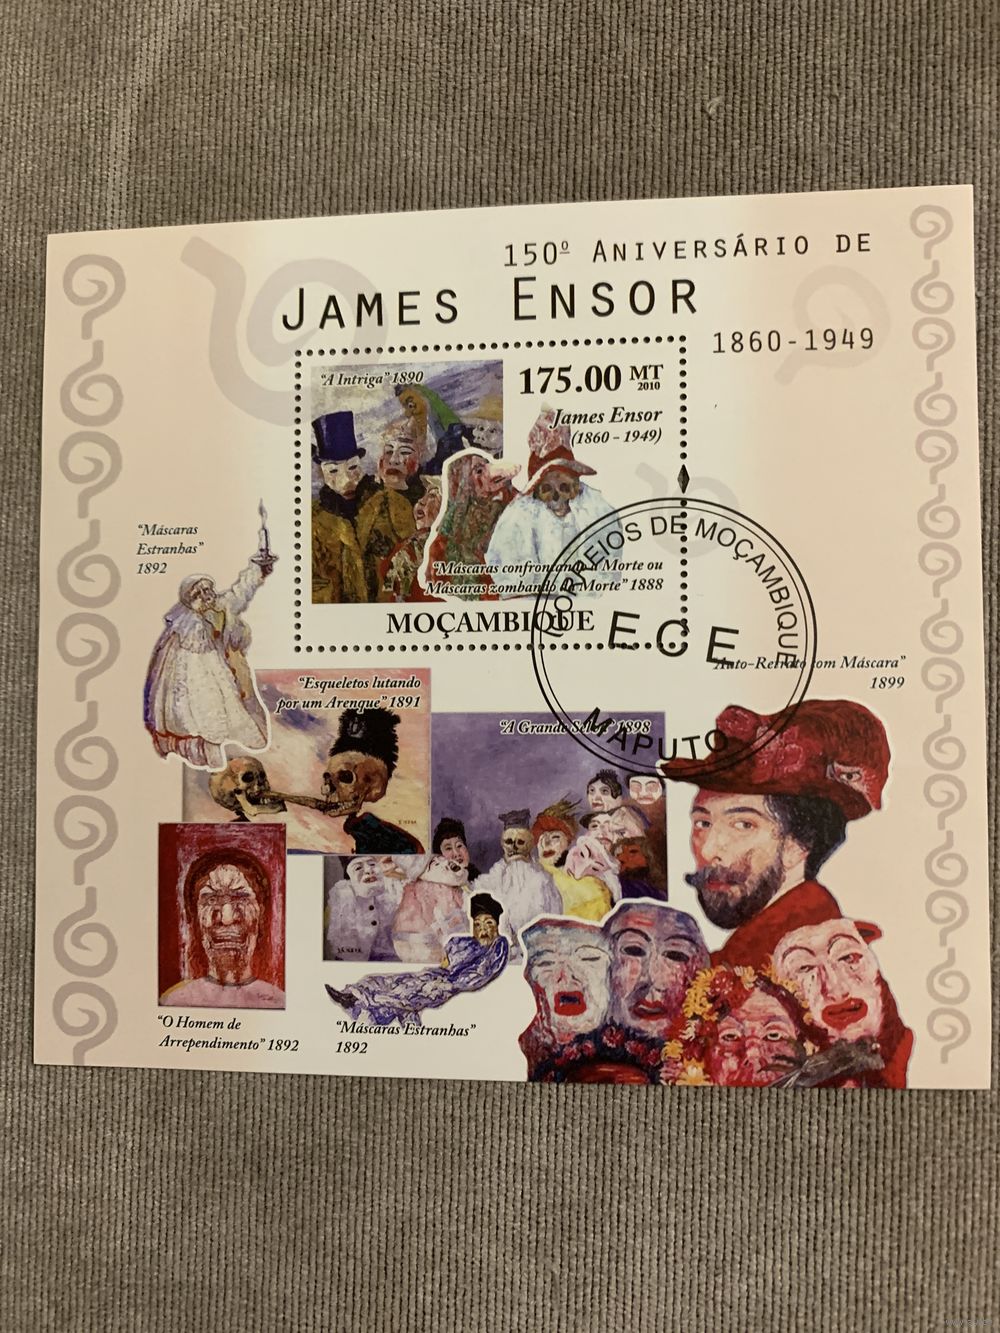 150º ANIVERSÁRIO DE
JAMES ENSOR
1860-1949
"A Intriga" 1890
175.00 MT
2010
James Ensor
(1860 - 1949)
"Máscaras confrontando a Morte ou
Máscaras zombando da Morte" 1888
MOÇAMBIQUE
CORREIOS DE MOÇAMBIQUE
ECE
MAPUTO
"Máscaras
Estranhas"
1892
"Auto-Retrato com Máscara"
1899
"Esqueletos lutando
por um Arenque" 1891
"A Grande 1898
"O Homem de
Arrependimento" 1892
"Máscaras Estranhas"
1892